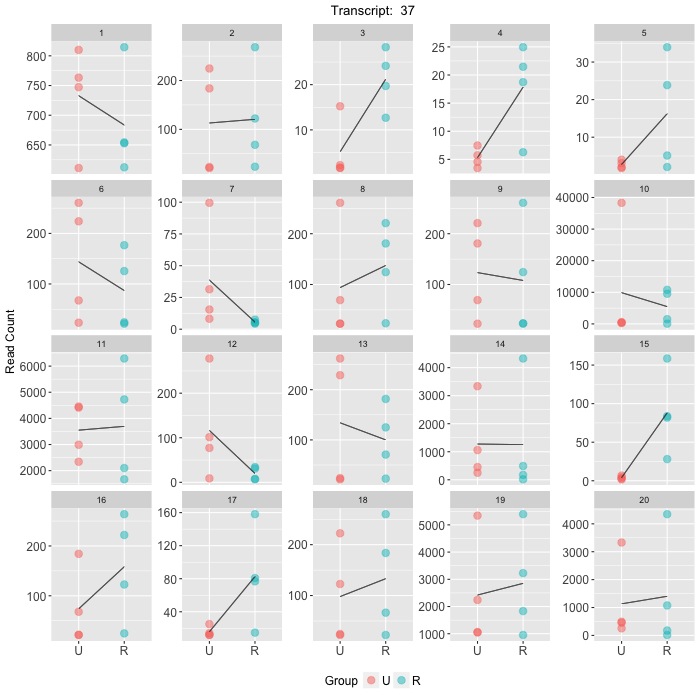 Transcript: 37
1 2 3 4 5
800 750 700 650
200 100
20 10
25 20 15 10 5
30 20 10
6 7 8 9 10
200 100
100 75 50 25 0
200 100
200 100
40000 30000 20000 10000 0
Read Count
11 12 13 14 15
6000 5000 4000 3000 2000
200 100 0
200 100
4000 3000 2000 1000 0
150 100 50 0
16 17 18 19 20
200 100
160 120 80 40
200 100
5000 4000 3000 2000 1000
4000 3000 2000 1000 0
U R U R U R U R U R
Group U R